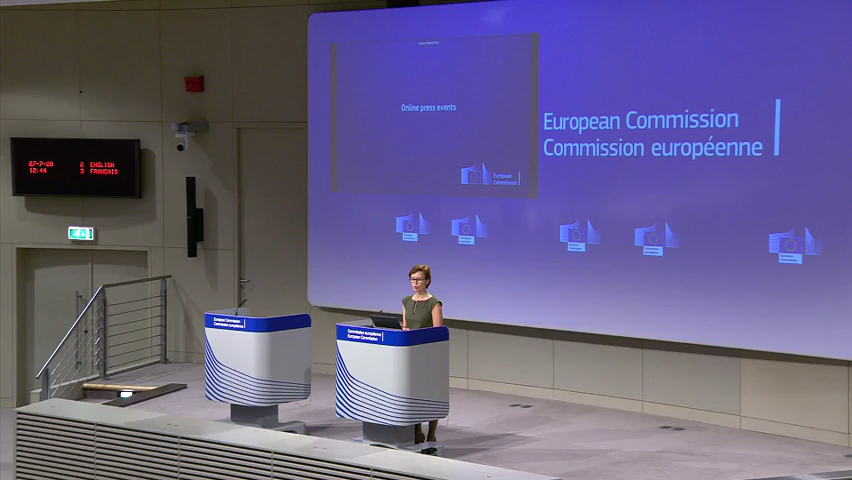 Online press events
European
Commission
European Commission
Commission européenne
27-7-20 2 ENGLISH
12:44 3 FRANCAIS
Commission européenne
European Commission